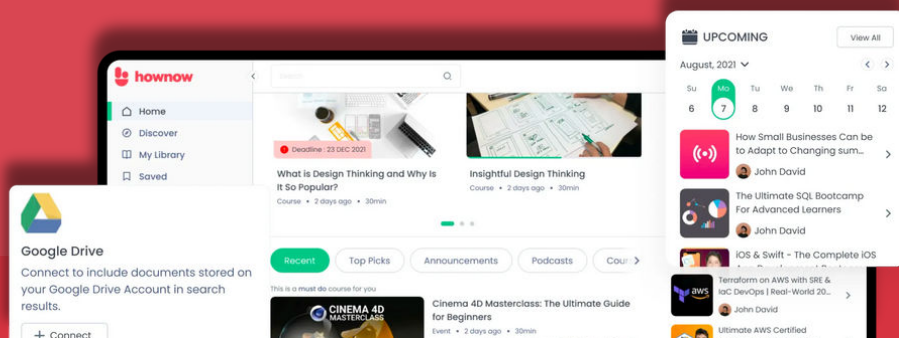 hownow
Search
Home
Discover
My Library
Saved
Deadline : 23 DEC 2021
What is Design Thinking and Why Is
It So Popular?
Course • 2 days ago • 30min
Insightful Design Thinking
Course • 2 days ago • 30min
Recent
Top Picks
Announcements
Podcasts
This is a must do course for you
CINEMA 4D
MASTERCLASS
Cinema 4D Masterclass: The Ultimate Guide
for Beginners
Event • 2 days ago • 30min
Google Drive
Connect to include documents stored on
your Google Drive Account in search
results.
+ Connect
UPCOMING
View All
August, 2021
Su Mo Tu We Th Fr Sa
6 7 8 9 10 11 12
How Small Businesses Can be
to Adapt to Changing sum...
John David
The Ultimate SQL Bootcamp
For Advanced Learners
John David
iOS & Swift - The Complete iOS
aws
Terraform on AWS with SRE &
IaC DevOps | Real-World 20...
John David
Ultimate AWS Certified